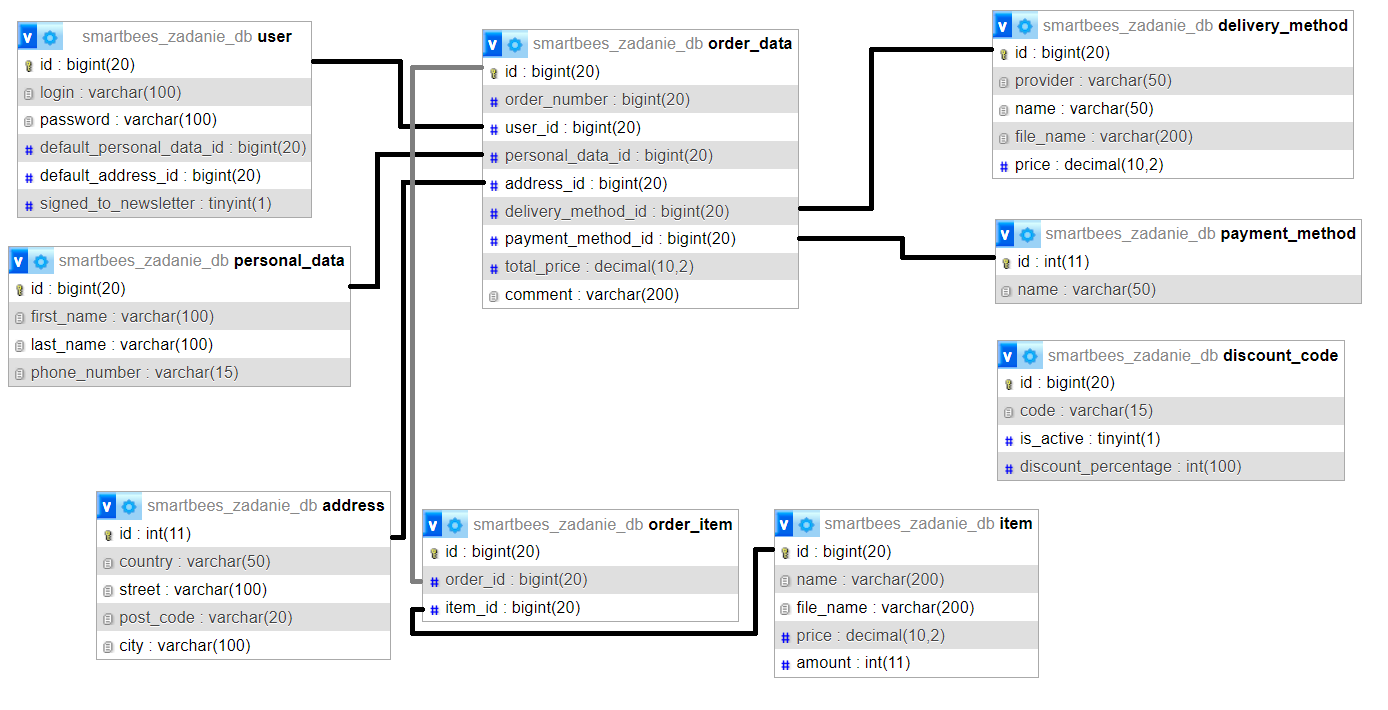 v smartbees_zadanie_db user
id : bigint(20)
login : varchar(100)
password : varchar(100)
# default_personal_data_id : bigint(20)
# default_address_id : bigint(20)
# signed_to_newsletter : tinyint(1)
v smartbees_zadanie_db personal_data
id : bigint(20)
first_name : varchar(100)
last_name : varchar(100)
phone_number : varchar(15)
v smartbees_zadanie_db address
id : int(11)
country : varchar(50)
street : varchar(100)
post_code : varchar(20)
city : varchar(100)
v smartbees_zadanie_db order_data
id : bigint(20)
# order_number : bigint(20)
# user_id : bigint(20)
# personal_data_id : bigint(20)
# address_id : bigint(20)
# delivery_method_id : bigint(20)
# payment_method_id : bigint(20)
# total_price : decimal(10,2)
comment : varchar(200)
v smartbees_zadanie_db order_item
id : bigint(20)
# order_id : bigint(20)
# item_id : bigint(20)
v smartbees_zadanie_db item
id : bigint(20)
name : varchar(200)
file_name : varchar(200)
# price : decimal(10,2)
# amount : int(11)
v smartbees_zadanie_db delivery_method
id : bigint(20)
provider : varchar(50)
name : varchar(50)
file_name : varchar(200)
# price : decimal(10,2)
v smartbees_zadanie_db payment_method
id : int(11)
name : varchar(50)
v smartbees_zadanie_db discount_code
id : bigint(20)
code : varchar(15)
# is_active : tinyint(1)
# discount_percentage : int(100)